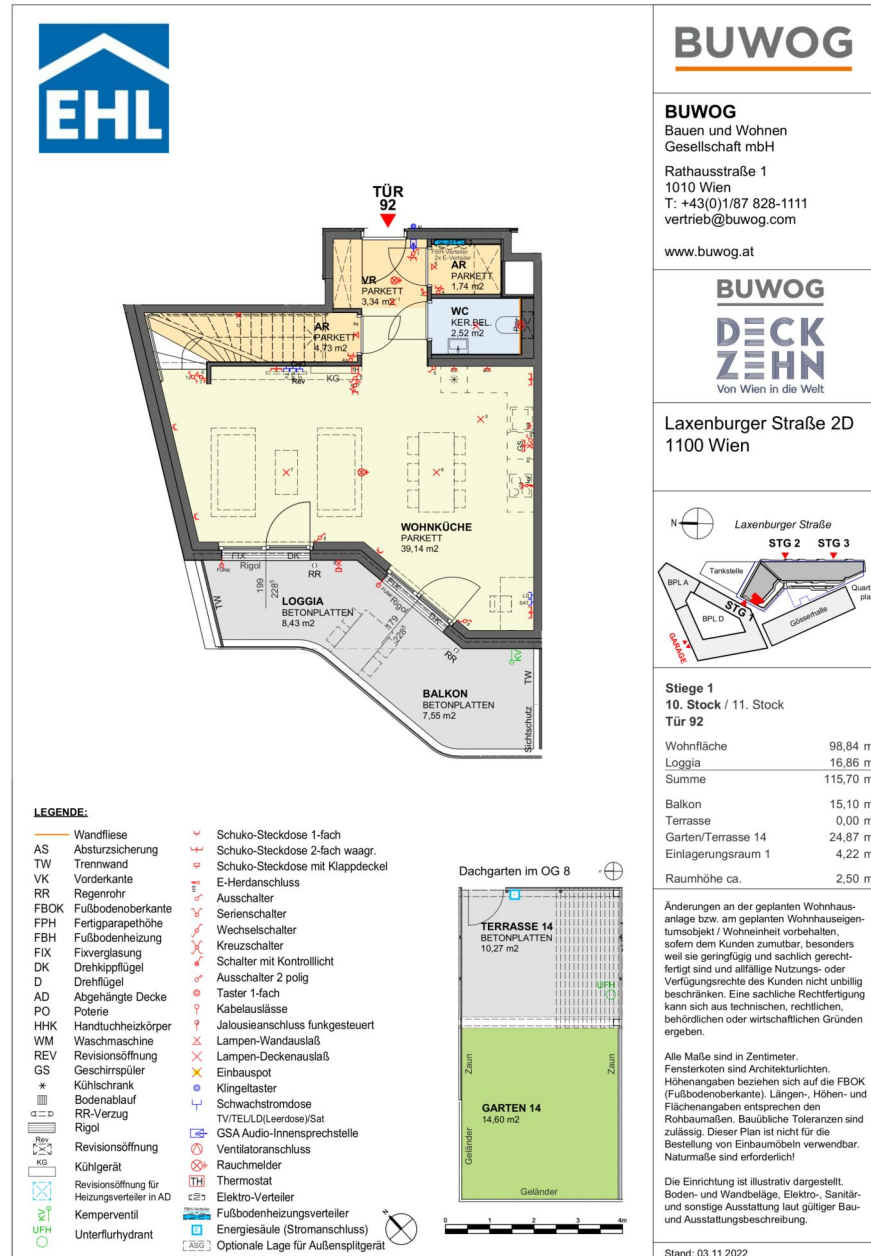 EHL
BUWOG
BUWOG
Bauen und Wohnen
Gesellschaft mbH
Rathausstraße 1
1010 Wien
T: +43(0)1/87 828-1111
vertrieb@buwog.com
www.buwog.at
BUWOG
DECK
ZEHN
Von Wien in die Welt
Laxenburger Straße 2D
1100 Wien
N
Laxenburger Straße
STG 2
STG 3
Tankstelle
BPL A
STG 1
BPL D
Gösserhalle
GARAGE
Stiege 1
10. Stock / 11. Stock
Tür 92
Wohnfläche 98,84
Loggia 16,86
Summe 115,70
Balkon 15,10
Terrasse 0,00
Garten/Terrasse 14 24,87
Einlagerungsraum 1 4,22
Raumhöhe ca. 2,50
Änderungen an der geplanten Wohnhaus-
anlage bzw. am geplanten Wohnhauseigen-
tumsobjekt / Wohneinheit vorbehalten,
sofern dem Kunden zumutbar, besonders
weil sie geringfügig und sachlich gerecht-
fertigt sind und allfällige Nutzungs- oder
Verfügungsrechte des Kunden nicht unbillig
beschränken. Eine sachliche Rechtfertigung
kann sich aus technischen, rechtlichen,
behördlichen oder wirtschaftlichen Gründen
ergeben.
Alle Maße sind in Zentimeter.
Fensterkoten sind Architekturlichten.
Höhenangaben beziehen sich auf die FBOK
(Fußbodenoberkante). Längen-, Höhen- und
Flächenangaben entsprechen den
Rohbaumaßen. Bauübliche Toleranzen sind
zulässig. Dieser Plan ist nicht für die
Bestellung von Einbaumöbeln verwendbar.
Naturmaße sind erforderlich!
Die Einrichtung ist illustrativ dargestellt.
Boden- und Wandbeläge, Elektro-, Sanitär-
und sonstige Ausstattung laut gültiger Bau-
und Ausstattungsbeschreibung.
Stand: 03.11.2022
TÜR
92
FBH-Verteiler
2x E-Verteiler
VR
PARKETT
3,34 m2
AR
PARKETT
1,74 m2
WC
KER.BEL.
2,52 m2
AR
PARKETT
4,73 m2
Rev
KG
GS
WOHNKÜCHE
PARKETT
39,14 m2
FIX
DK
Rigol
RR
FUNK
199
228⁵
TW
LOGGIA
BETONPLATTEN
8,43 m2
FIX
Rigol
DK
179
228⁵
RR
KV
BALKON
BETONPLATTEN
7,55 m2
TW
Sichtschutz
LEGENDE:
Wandfliese
AS Absturzsicherung
TW Trennwand
VK Vorderkante
RR Regenrohr
FBOK Fußbodenoberkante
FPH Fertigparapethöhe
FBH Fußbodenheizung
FIX Fixverglasung
DK Drehkippflügel
D Drehflügel
AD Abgehängte Decke
PO Poterie
HHK Handtuchheizkörper
WM Waschmaschine
REV Revisionsöffnung
GS Geschirrspüler
* Kühlschrank
Bodenablauf
RR-Verzug
Rigol
Rev Revisionsöffnung
KG Kühlgerät
Revisionsöffnung für
Heizungsverteiler in AD
KV Kemperventil
UFH Unterflurhydrant
Schuko-Steckdose 1-fach
Schuko-Steckdose 2-fach waagr.
Schuko-Steckdose mit Klappdeckel
E-Herdanschluss
Ausschalter
Serienschalter
Wechselschalter
Kreuzschalter
Schalter mit Kontrolllicht
Ausschalter 2 polig
Taster 1-fach
Kabelauslässe
Jalousieanschluss funkgesteuert
Lampen-Wandauslaß
Lampen-Deckenauslaß
Einbauspot
Klingeltaster
Schwachstromdose
TV/TEL/LD(Leerdose)/Sat
GSA Audio-Innensprechstelle
Ventilatoranschluss
Rauchmelder
TH Thermostat
Elektro-Verteiler
Fußbodenheizungsverteiler
Energiesäule (Stromanschluss)
ASG Optionale Lage für Außensplitgerät
Dachgarten im OG 8
TERRASSE 14
BETONPLATTEN
10,27 m2
UFH
Zaun
Zaun
GARTEN 14
14,60 m2
Geländer
Geländer
0 1 2 3 4m